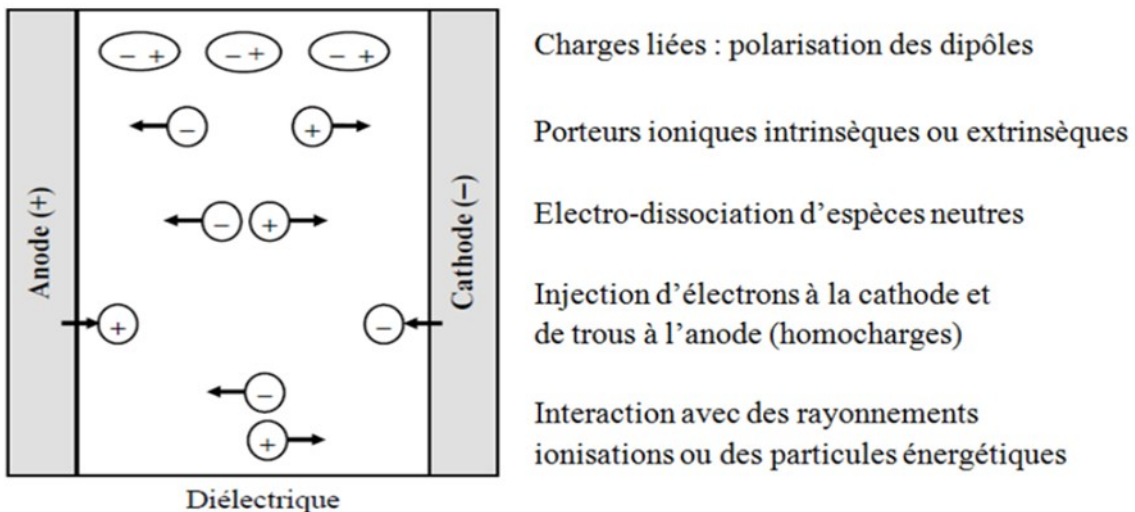 Anode (+)
Cathode (–)
– +
– +
– +
–
+
–
+
+
–
–
+
Diélectrique
Charges liées : polarisation des dipôles
Porteurs ioniques intrinsèques ou extrinsèques
Electro-dissociation d'espèces neutres
Injection d'électrons à la cathode et
de trous à l'anode (homocharges)
Interaction avec des rayonnements
ionisations ou des particules énergétiques